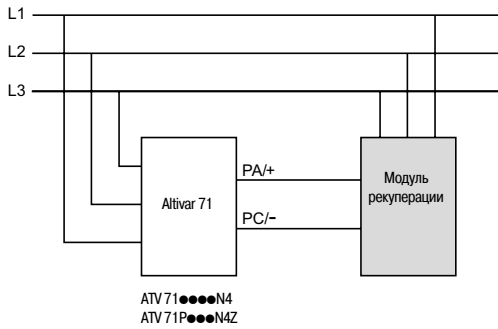 L1
L2
L3
PA/+
Altivar 71
PC/-
Модуль
рекуперации
ATV 71●●●●N4
ATV 71P●●●N4Z